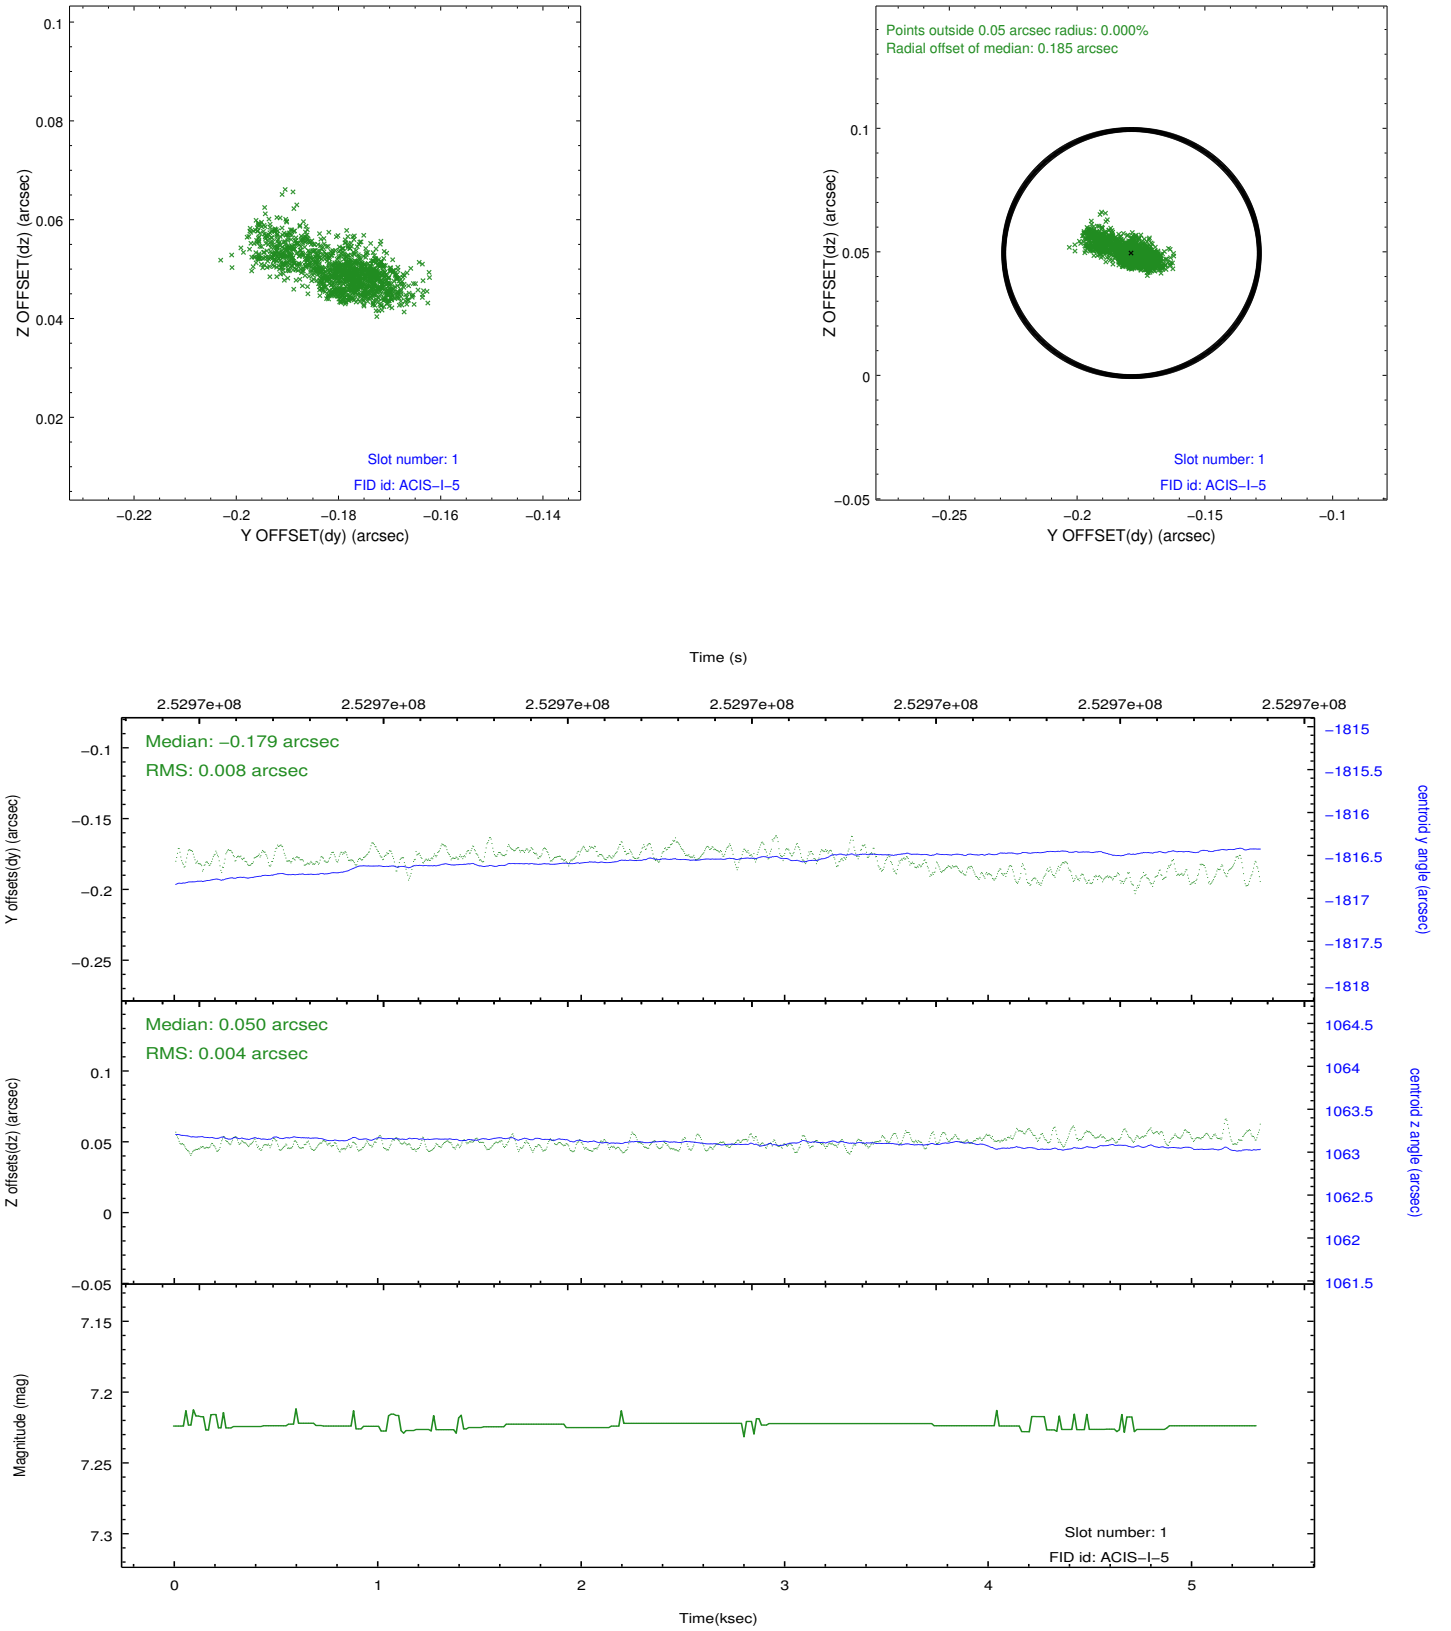 0.1
0.08
0.06
0.04
0.02
Z OFFSET(dz) (arcsec)
Slot number: 1
FID id: ACIS−I−5
−0.22
−0.2
−0.18
−0.16
−0.14
Y OFFSET(dy) (arcsec)
Points outside 0.05 arcsec radius: 0.000%
Radial offset of median: 0.185 arcsec
0.1
0.05
0
−0.05
Z OFFSET(dz) (arcsec)
Slot number: 1
FID id: ACIS−I−5
−0.25
−0.2
−0.15
−0.1
Y OFFSET(dy) (arcsec)
Time (s)
2.5297e+08
2.5297e+08
2.5297e+08
2.5297e+08
2.5297e+08
2.5297e+08
2.5297e+08
Median: −0.179 arcsec
RMS: 0.008 arcsec
−0.1
−0.15
−0.2
−0.25
Y offsets(dy) (arcsec)
−1815
−1815.5
−1816
−1816.5
−1817
−1817.5
−1818
centroid y angle (arcsec)
Median: 0.050 arcsec
RMS: 0.004 arcsec
0.1
0.05
0
−0.05
Z offsets(dz) (arcsec)
1064.5
1064
1063.5
1063
1062.5
1062
1061.5
centroid z angle (arcsec)
7.15
7.2
7.25
7.3
Magnitude (mag)
Slot number: 1
FID id: ACIS−I−5
0
1
2
3
4
5
Time(ksec)